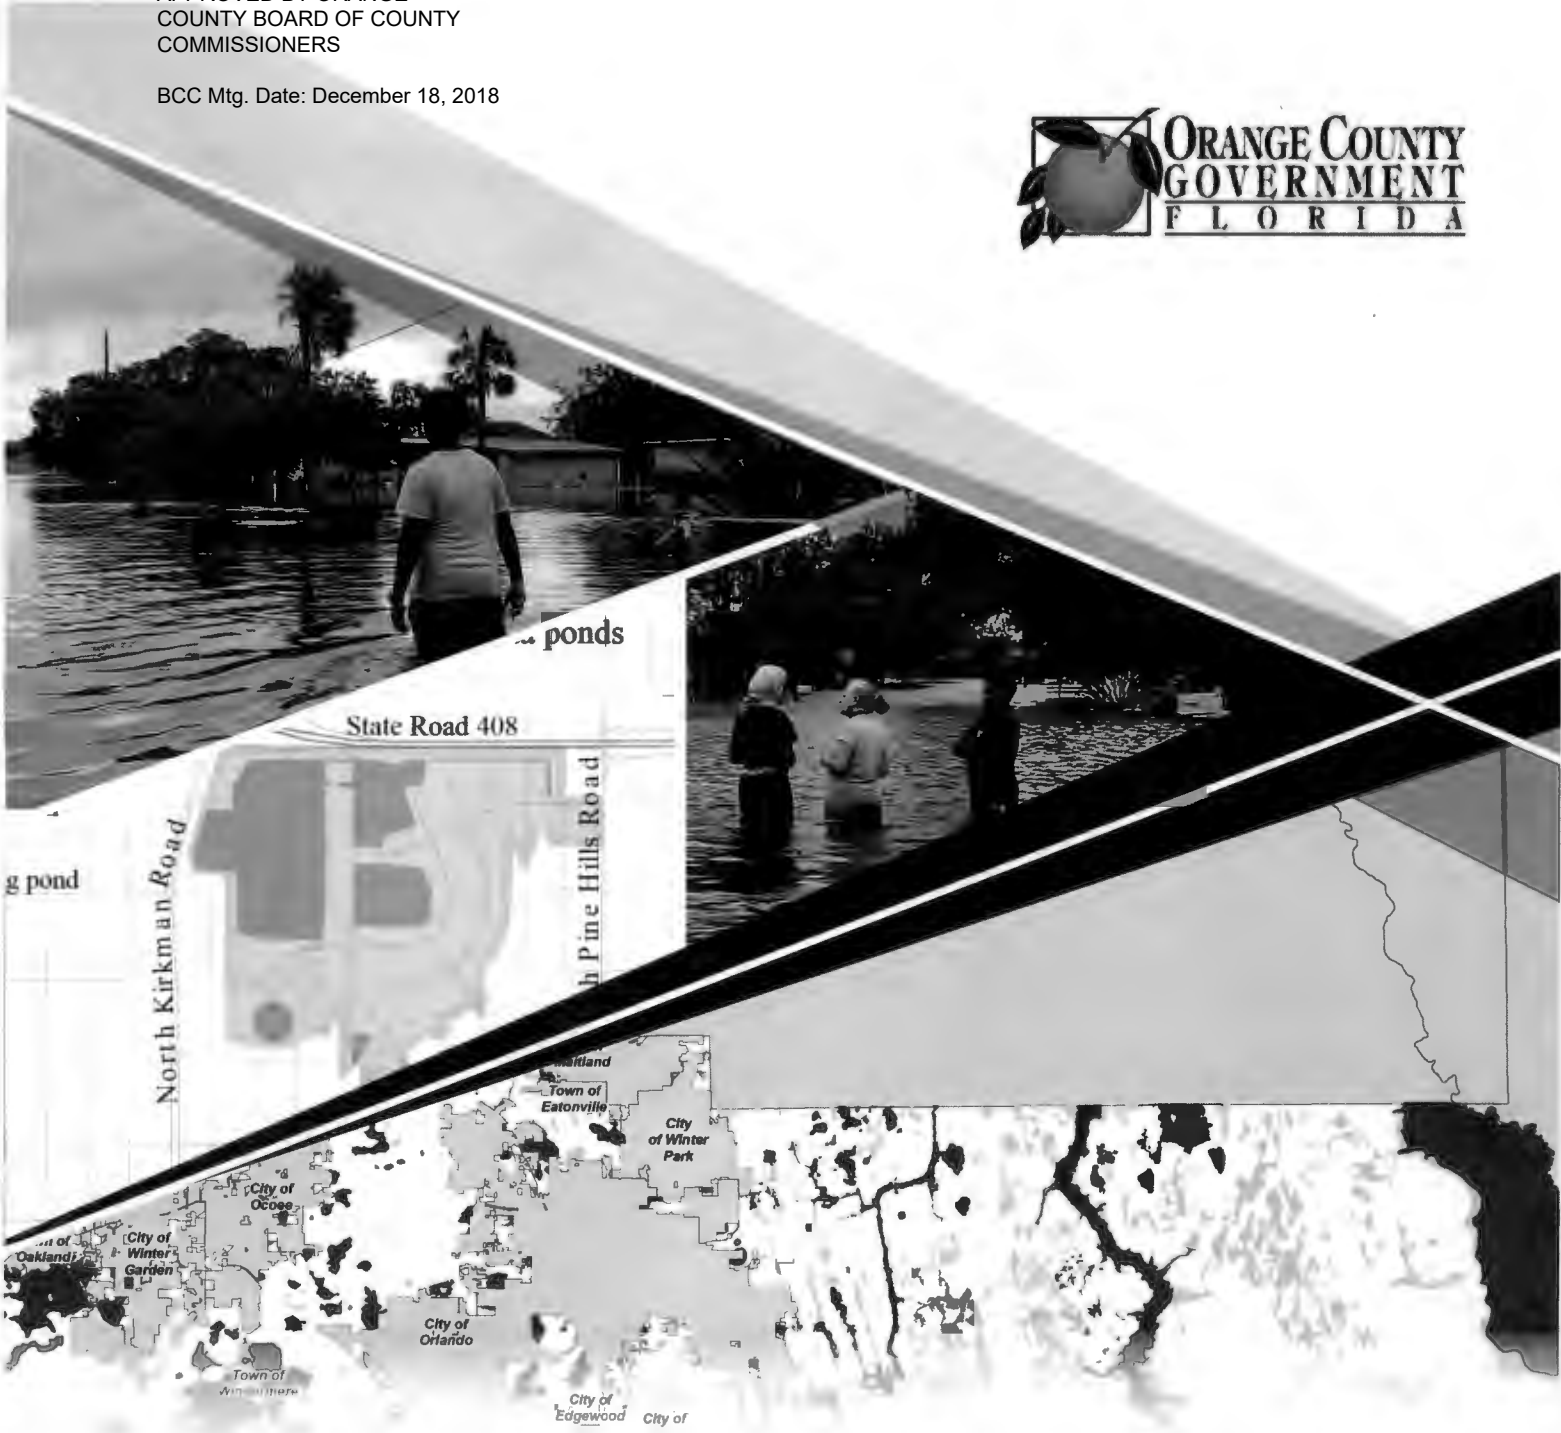 COUNTY BOARD OF COUNTY
COMMISSIONERS
BCC Mtg. Date: December 18, 2018
ORANGE COUNTY
GOVERNMENT
FLORIDA
ponds
State Road 408
North Kirkman Road
h Pine Hills Road
g pond
Town of
Eatonville
City
of Winter
Park
City of
Ocoee
Oakland
City of
Winter
Garden
City of
Orlando
Town of
City of
Edgewood
City of